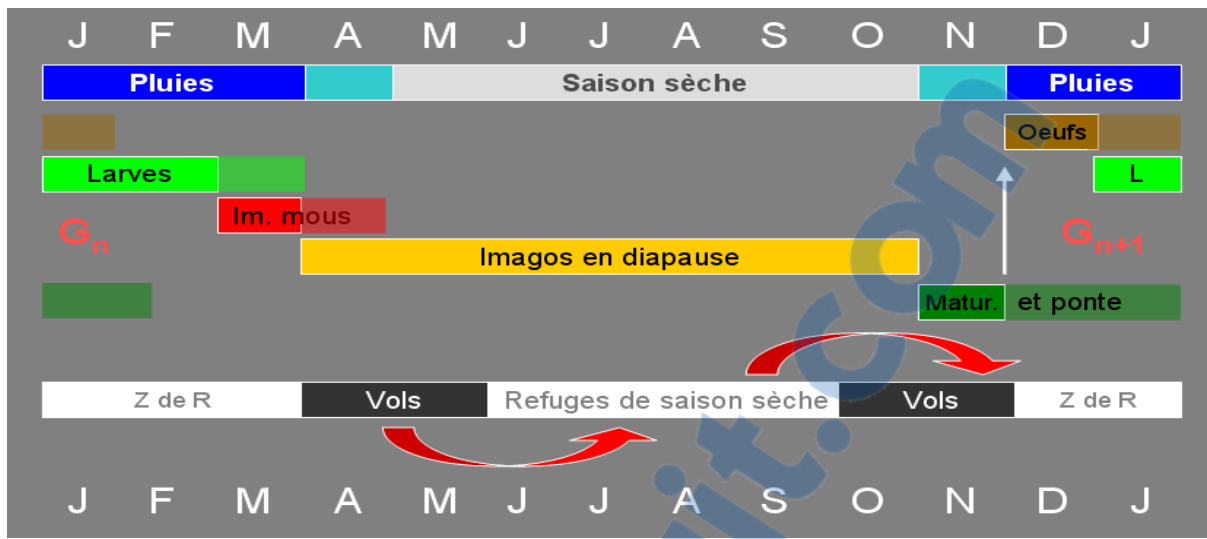 J F M A M J J A S O N D J
Pluies Saison sèche Pluies
Oeufs
Larves L
Im. mous
Gn Gn+1
Imagos en diapause
Matur. et ponte
Z de R Vols Refuges de saison sèche Vols Z de R
J F M A M J J A S O N D J